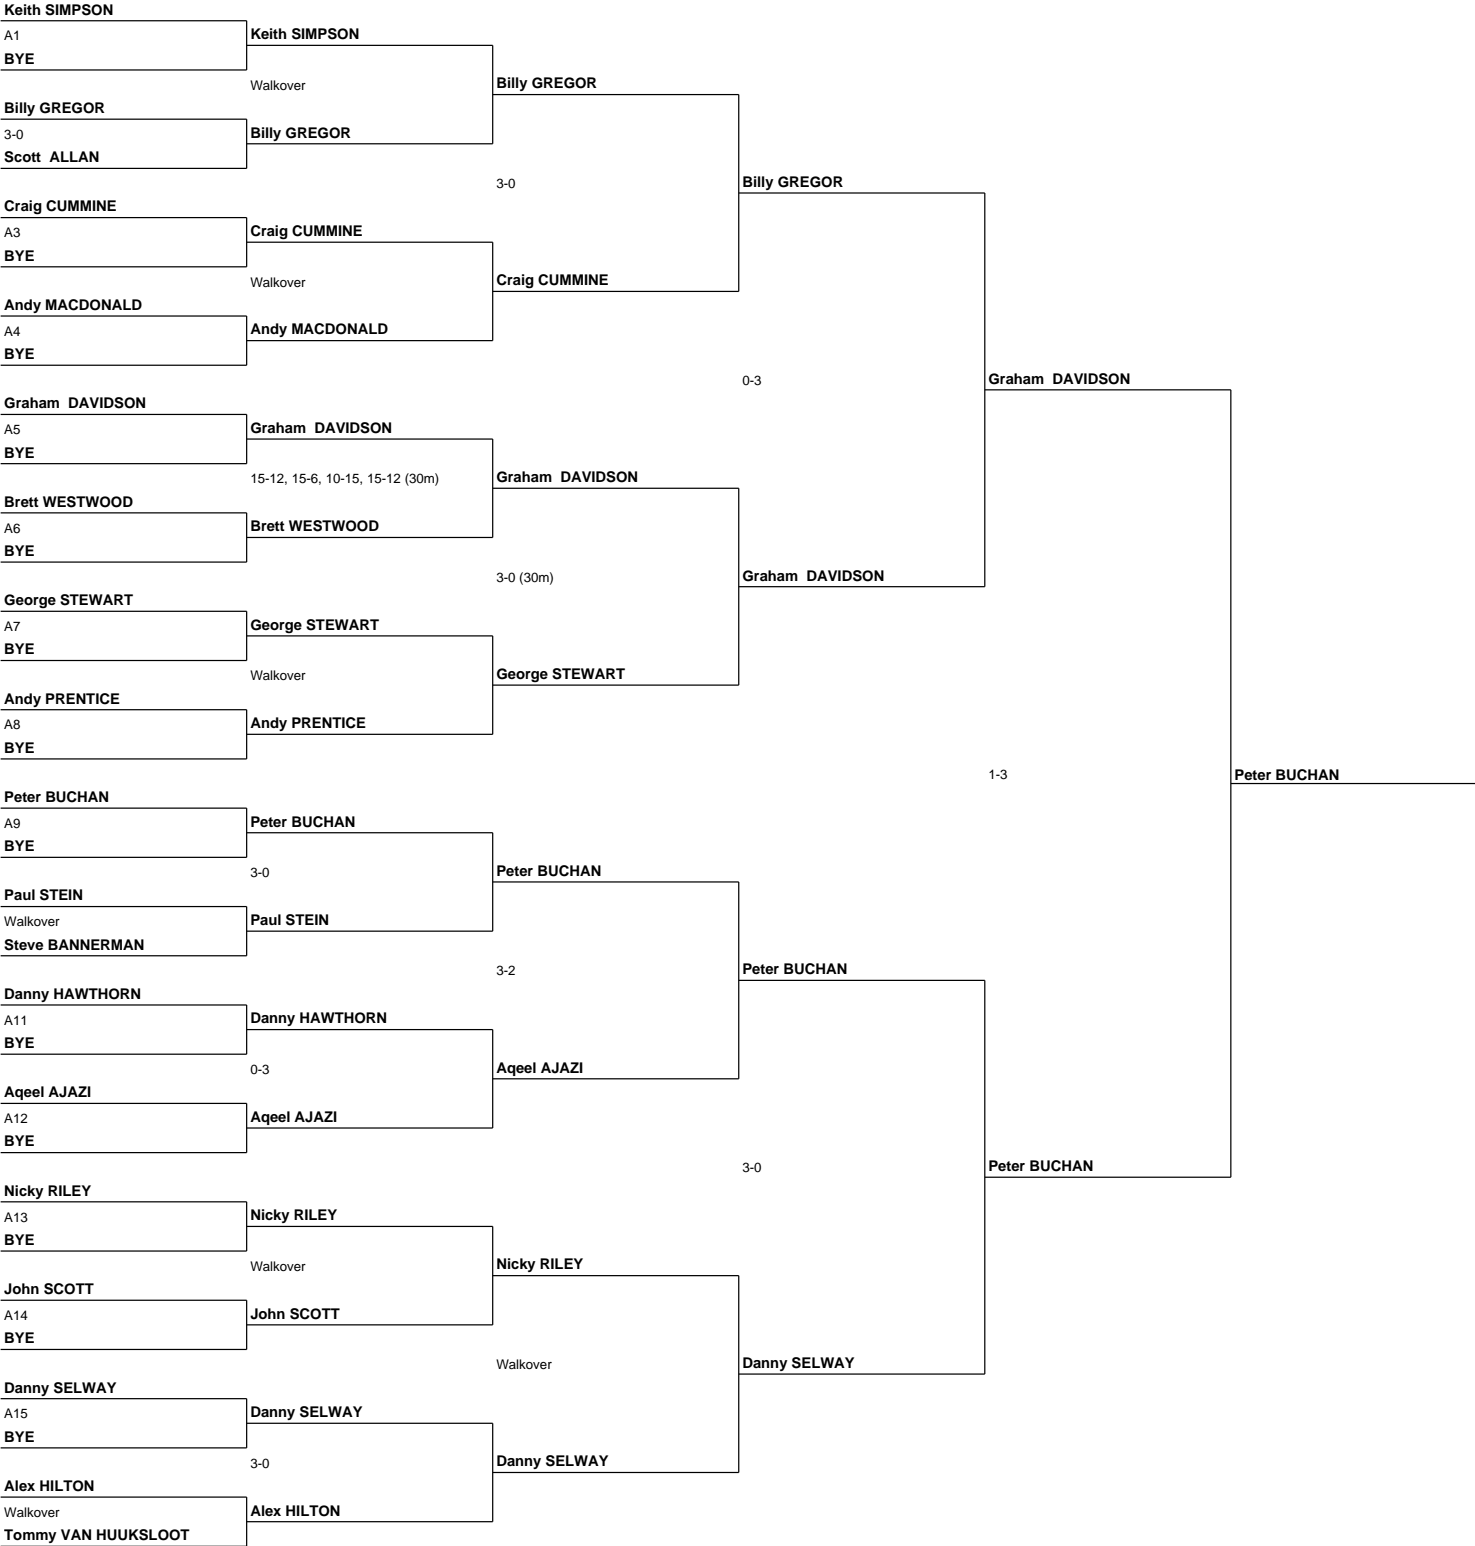 Keith SIMPSON
A1
BYE
Billy GREGOR
3-0
Scott ALLAN
Craig CUMMINE
A3
BYE
Andy MACDONALD
A4
BYE
Graham DAVIDSON
A5
BYE
Brett WESTWOOD
A6
BYE
George STEWART
A7
BYE
Andy PRENTICE
A8
BYE
Peter BUCHAN
A9
BYE
Paul STEIN
Walkover
Steve BANNERMAN
Danny HAWTHORN
A11
BYE
Aqeel AJAZI
A12
BYE
Nicky RILEY
A13
BYE
John SCOTT
A14
BYE
Danny SELWAY
A15
BYE
Alex HILTON
Walkover
Tommy VAN HUUKSLOOT
Keith SIMPSON
Walkover
Billy GREGOR
Craig CUMMINE
Walkover
Andy MACDONALD
Graham DAVIDSON
15-12, 15-6, 10-15, 15-12 (30m)
Brett WESTWOOD
George STEWART
Walkover
Andy PRENTICE
Peter BUCHAN
3-0
Paul STEIN
Danny HAWTHORN
0-3
Aqeel AJAZI
Nicky RILEY
Walkover
John SCOTT
Danny SELWAY
3-0
Alex HILTON
Billy GREGOR
3-0
Craig CUMMINE
Graham DAVIDSON
3-0 (30m)
George STEWART
Peter BUCHAN
3-2
Aqeel AJAZI
Nicky RILEY
Walkover
Danny SELWAY
Billy GREGOR
0-3
Graham DAVIDSON
Peter BUCHAN
3-0
Danny SELWAY
Graham DAVIDSON
1-3
Peter BUCHAN
Peter BUCHAN